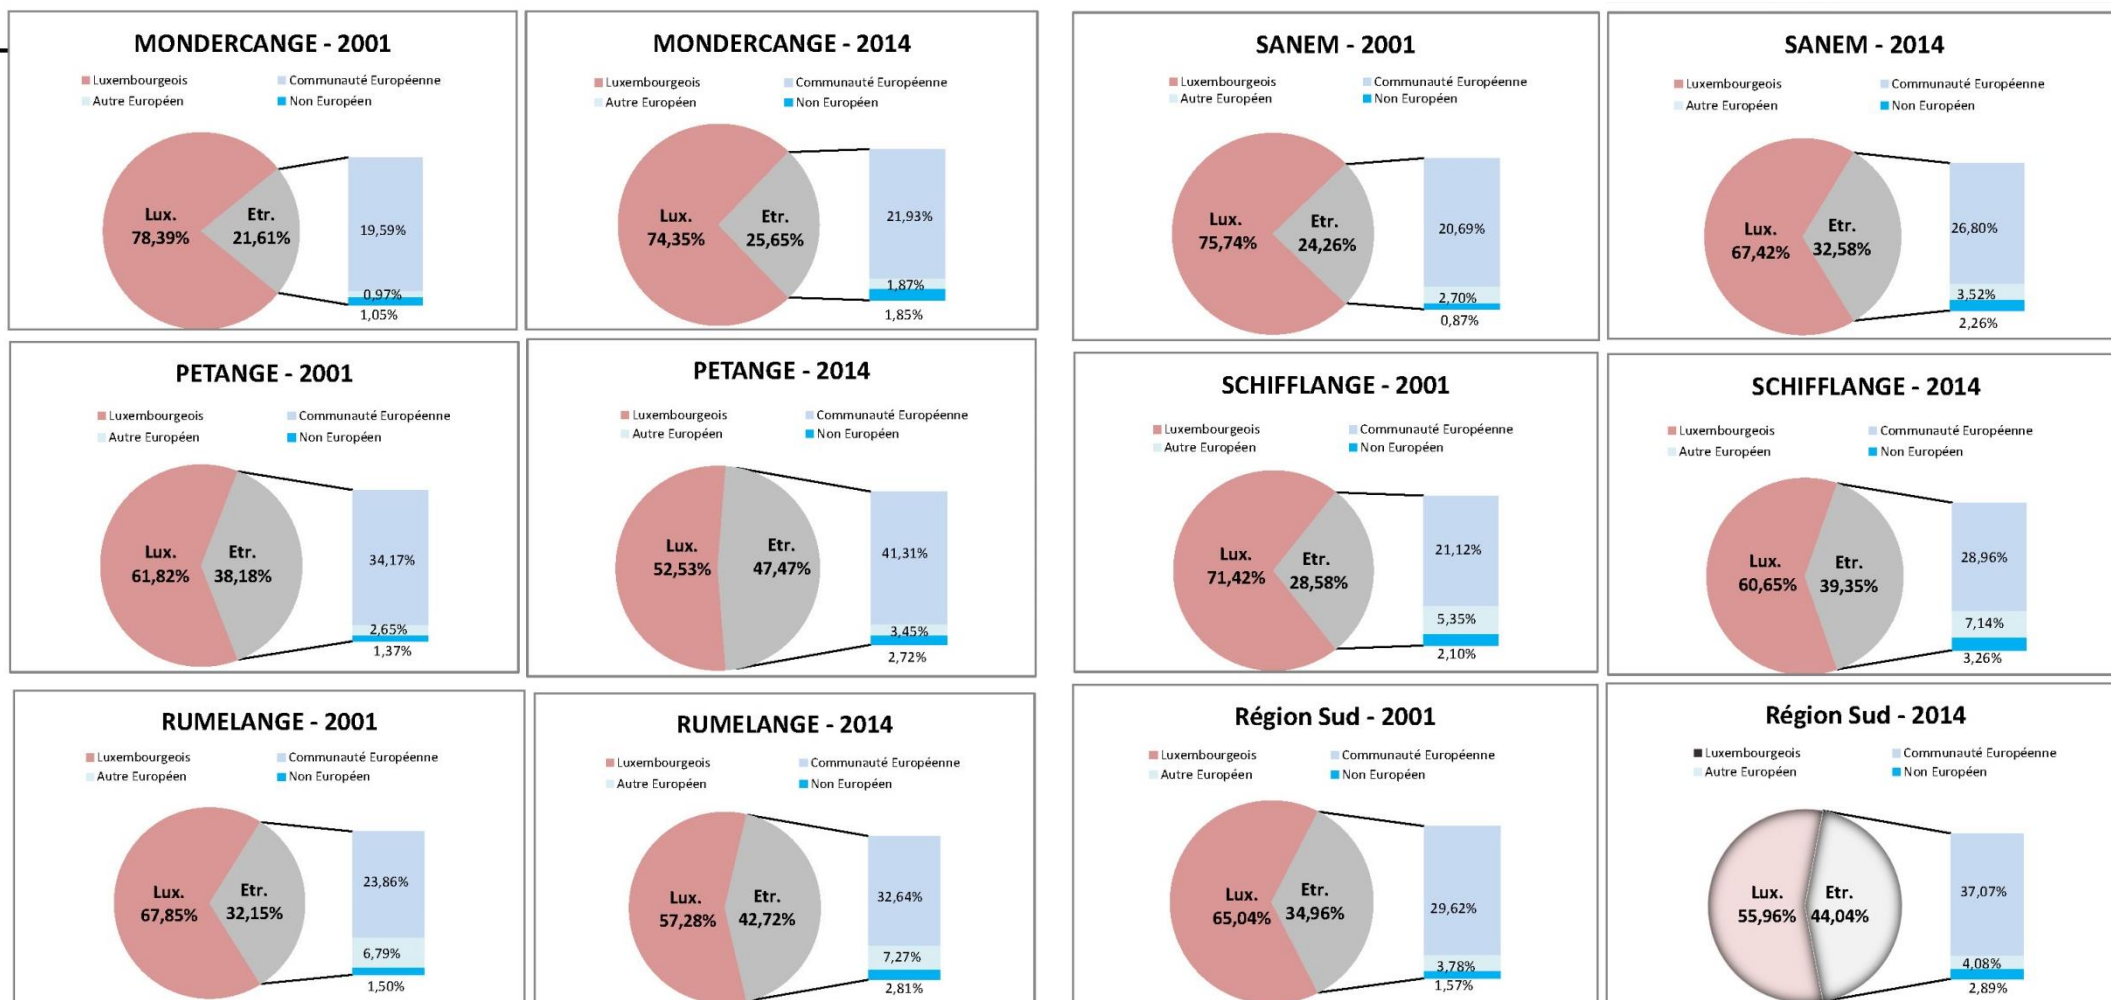 MONDERCANGE - 2001
Luxembourgeois Communauté Européenne
Autre Européen Non Européen
Lux.
78,39%
Etr.
21,61%
19,59%
0,97%
1,05%
MONDERCANGE - 2014
Luxembourgeois Communauté Européenne
Autre Européen Non Européen
Lux.
74,35%
Etr.
25,65%
21,93%
1,87%
1,85%
SANEM - 2001
Luxembourgeois Communauté Européenne
Autre Européen Non Européen
Lux.
75,74%
Etr.
24,26%
20,69%
2,70%
0,87%
SANEM - 2014
Luxembourgeois Communauté Européenne
Autre Européen Non Européen
Lux.
67,42%
Etr.
32,58%
26,80%
3,52%
2,26%
PETANGE - 2001
Luxembourgeois Communauté Européenne
Autre Européen Non Européen
Lux.
61,82%
Etr.
38,18%
34,17%
2,65%
1,37%
PETANGE - 2014
Luxembourgeois Communauté Européenne
Autre Européen Non Européen
Lux.
52,53%
Etr.
47,47%
41,31%
3,45%
2,72%
SCHIFFLANGE - 2001
Luxembourgeois Communauté Européenne
Autre Européen Non Européen
Lux.
71,42%
Etr.
28,58%
21,12%
5,35%
2,10%
SCHIFFLANGE - 2014
Luxembourgeois Communauté Européenne
Autre Européen Non Européen
Lux.
60,65%
Etr.
39,35%
28,96%
7,14%
3,26%
RUMELANGE - 2001
Luxembourgeois Communauté Européenne
Autre Européen Non Européen
Lux.
67,85%
Etr.
32,15%
23,86%
6,79%
1,50%
RUMELANGE - 2014
Luxembourgeois Communauté Européenne
Autre Européen Non Européen
Lux.
57,28%
Etr.
42,72%
32,64%
7,27%
2,81%
Région Sud - 2001
Luxembourgeois Communauté Européenne
Autre Européen Non Européen
Lux.
65,04%
Etr.
34,96%
29,62%
3,78%
1,57%
Région Sud - 2014
Luxembourgeois Communauté Européenne
Autre Européen Non Européen
Lux.
55,96%
Etr.
44,04%
37,07%
4,08%
2,89%